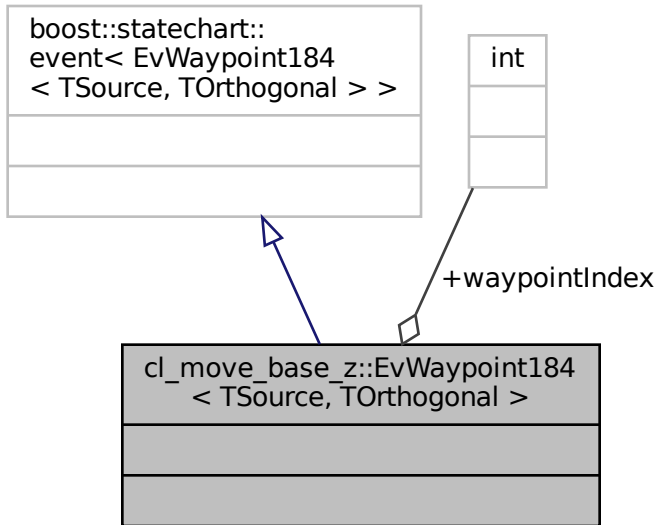 boost::statechart::
event< EvWaypoint184
< TSource, TOrthogonal > >
int
+waypointIndex
cl_move_base_z::EvWaypoint184
< TSource, TOrthogonal >